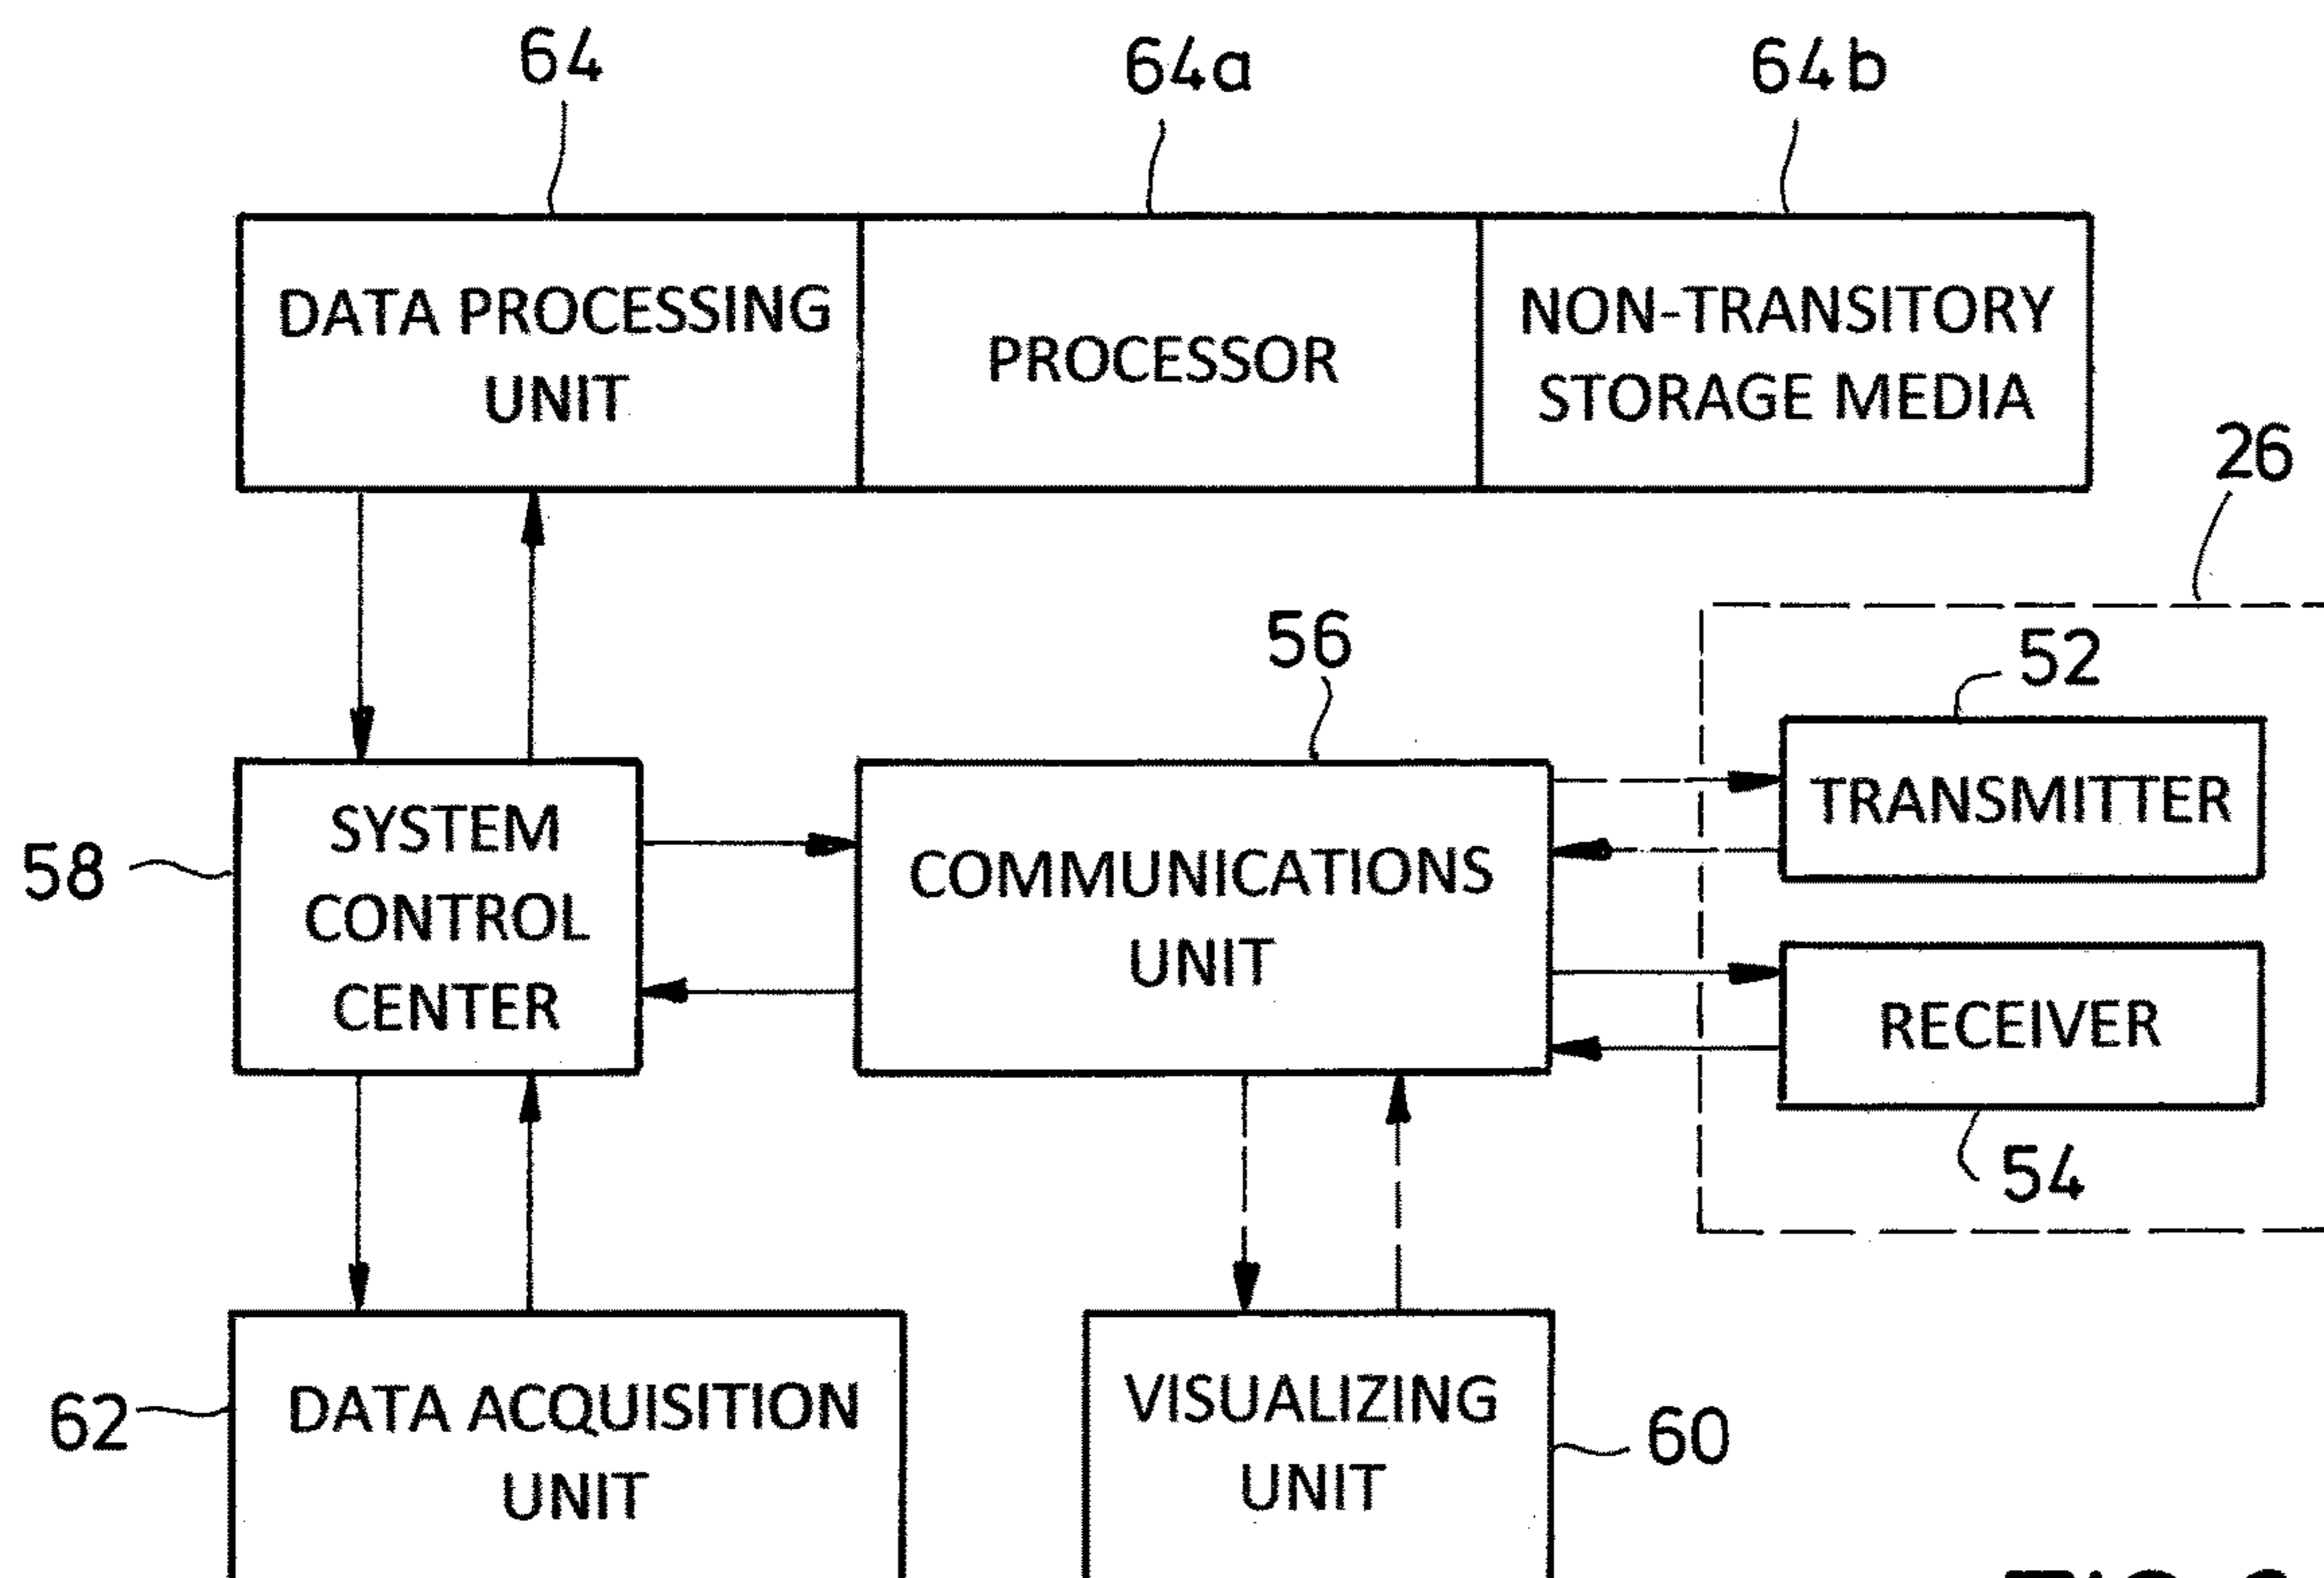 64
64a
64b
DATA PROCESSING
UNIT
PROCESSOR
NON-TRANSITORY
STORAGE MEDIA
26
56
52
58
SYSTEM
CONTROL
CENTER
COMMUNICATIONS
UNIT
TRANSMITTER
RECEIVER
54
62
DATA ACQUISITION
UNIT
VISUALIZING
UNIT
60